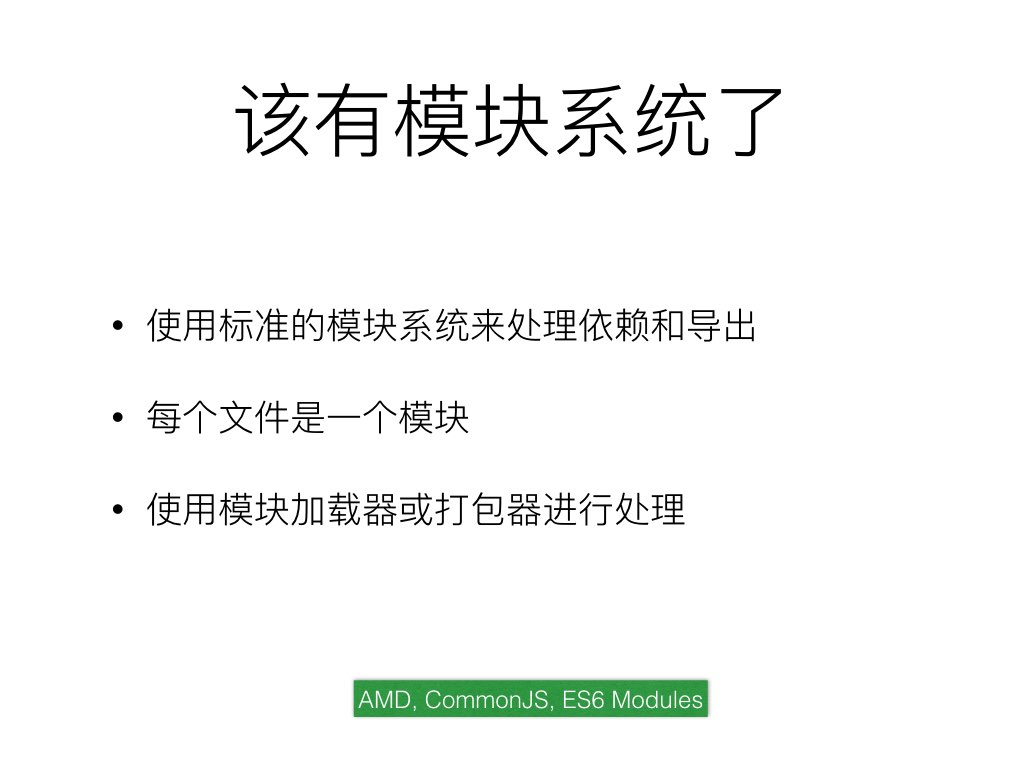 该有模块系统了
• 使用标准的模块系统来处理依赖和导出
• 每个文件是一个模块
• 使用模块加载器或打包器进行处理
AMD, CommonJS, ES6 Modules